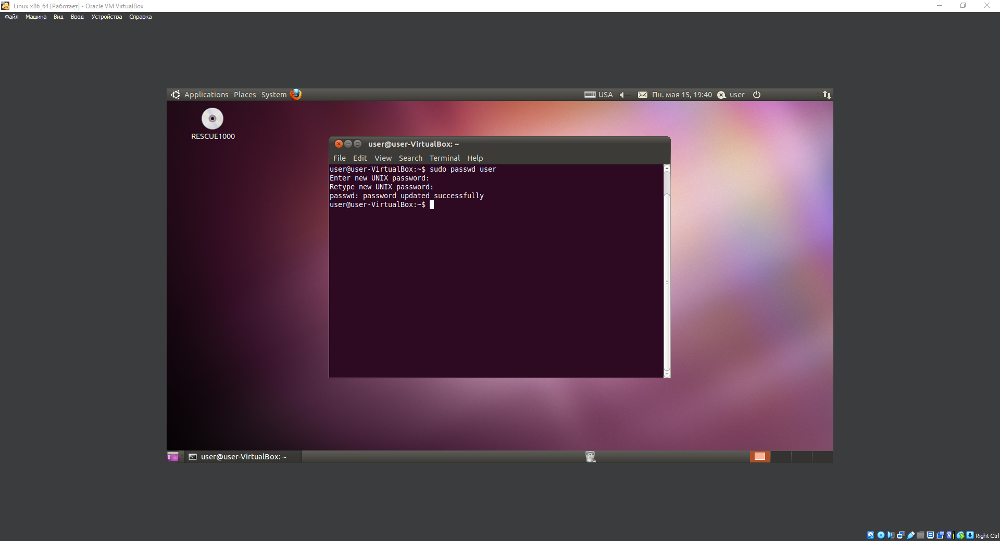 Linux x86_64 [Работает] - Oracle VM VirtualBox
Файл Машина Вид Ввод Устройства Справка
Applications Places System USA Пн. мая 15, 19:40 user
RESCUE1000
user@user-VirtualBox: ~
File Edit View Search Terminal Help
user@user-VirtualBox:~$ sudo passwd user
Enter new UNIX password:
Retype new UNIX password:
passwd: password updated successfully
user@user-VirtualBox:~$
user@user-VirtualBox: ~
Right Ctrl